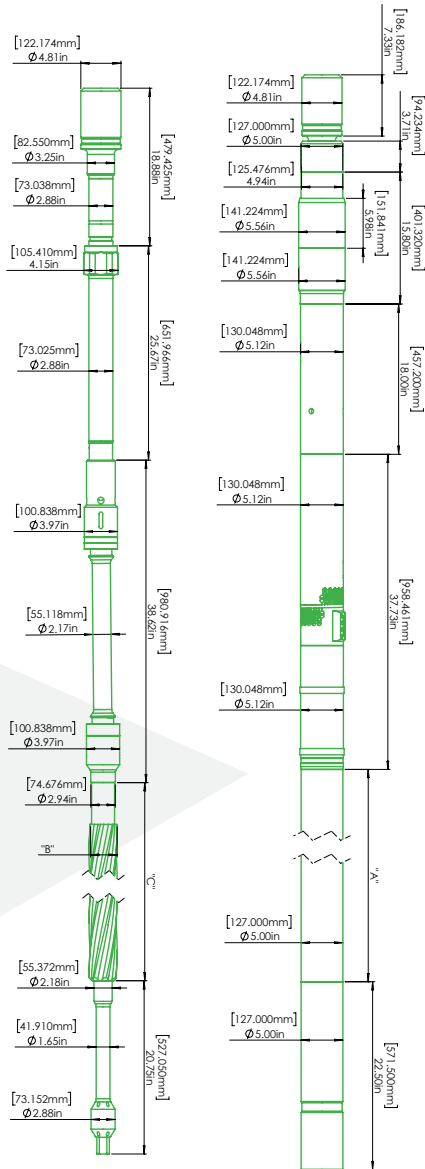 [122.174mm]
Ø4.81in
[82.550mm]
Ø3.25in
[73.038mm]
Ø2.88in
[105.410mm]
4.15in
[73.025mm]
Ø2.88in
[100.838mm]
Ø3.97in
[55.118mm]
Ø2.17in
[100.838mm]
Ø3.97in
[74.676mm]
Ø2.94in
"B"
[55.372mm]
Ø2.18in
[41.910mm]
Ø1.65in
[73.152mm]
Ø2.88in
[479.425mm]
18.88in
[651.966mm]
25.67in
[980.916mm]
38.62in
"C"
[527.050mm]
20.75in
[122.174mm]
Ø4.81in
[127.000mm]
Ø5.00in
[125.476mm]
4.94in
[141.224mm]
Ø5.56in
[141.224mm]
Ø5.56in
[130.048mm]
Ø5.12in
[130.048mm]
Ø5.12in
[130.048mm]
Ø5.12in
[127.000mm]
Ø5.00in
[127.000mm]
Ø5.00in
[186.182mm]
7.33in
[94.234mm]
3.71in
[151.841mm]
5.98in
[401.320mm]
15.80in
[457.200mm]
18.00in
[958.461mm]
37.73in
"A"
[571.500mm]
22.50in